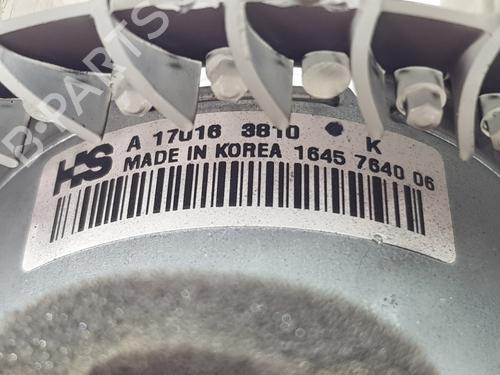 HS A 17016 3810 K
MADE IN KOREA 1645 7640 06
B-PARTS